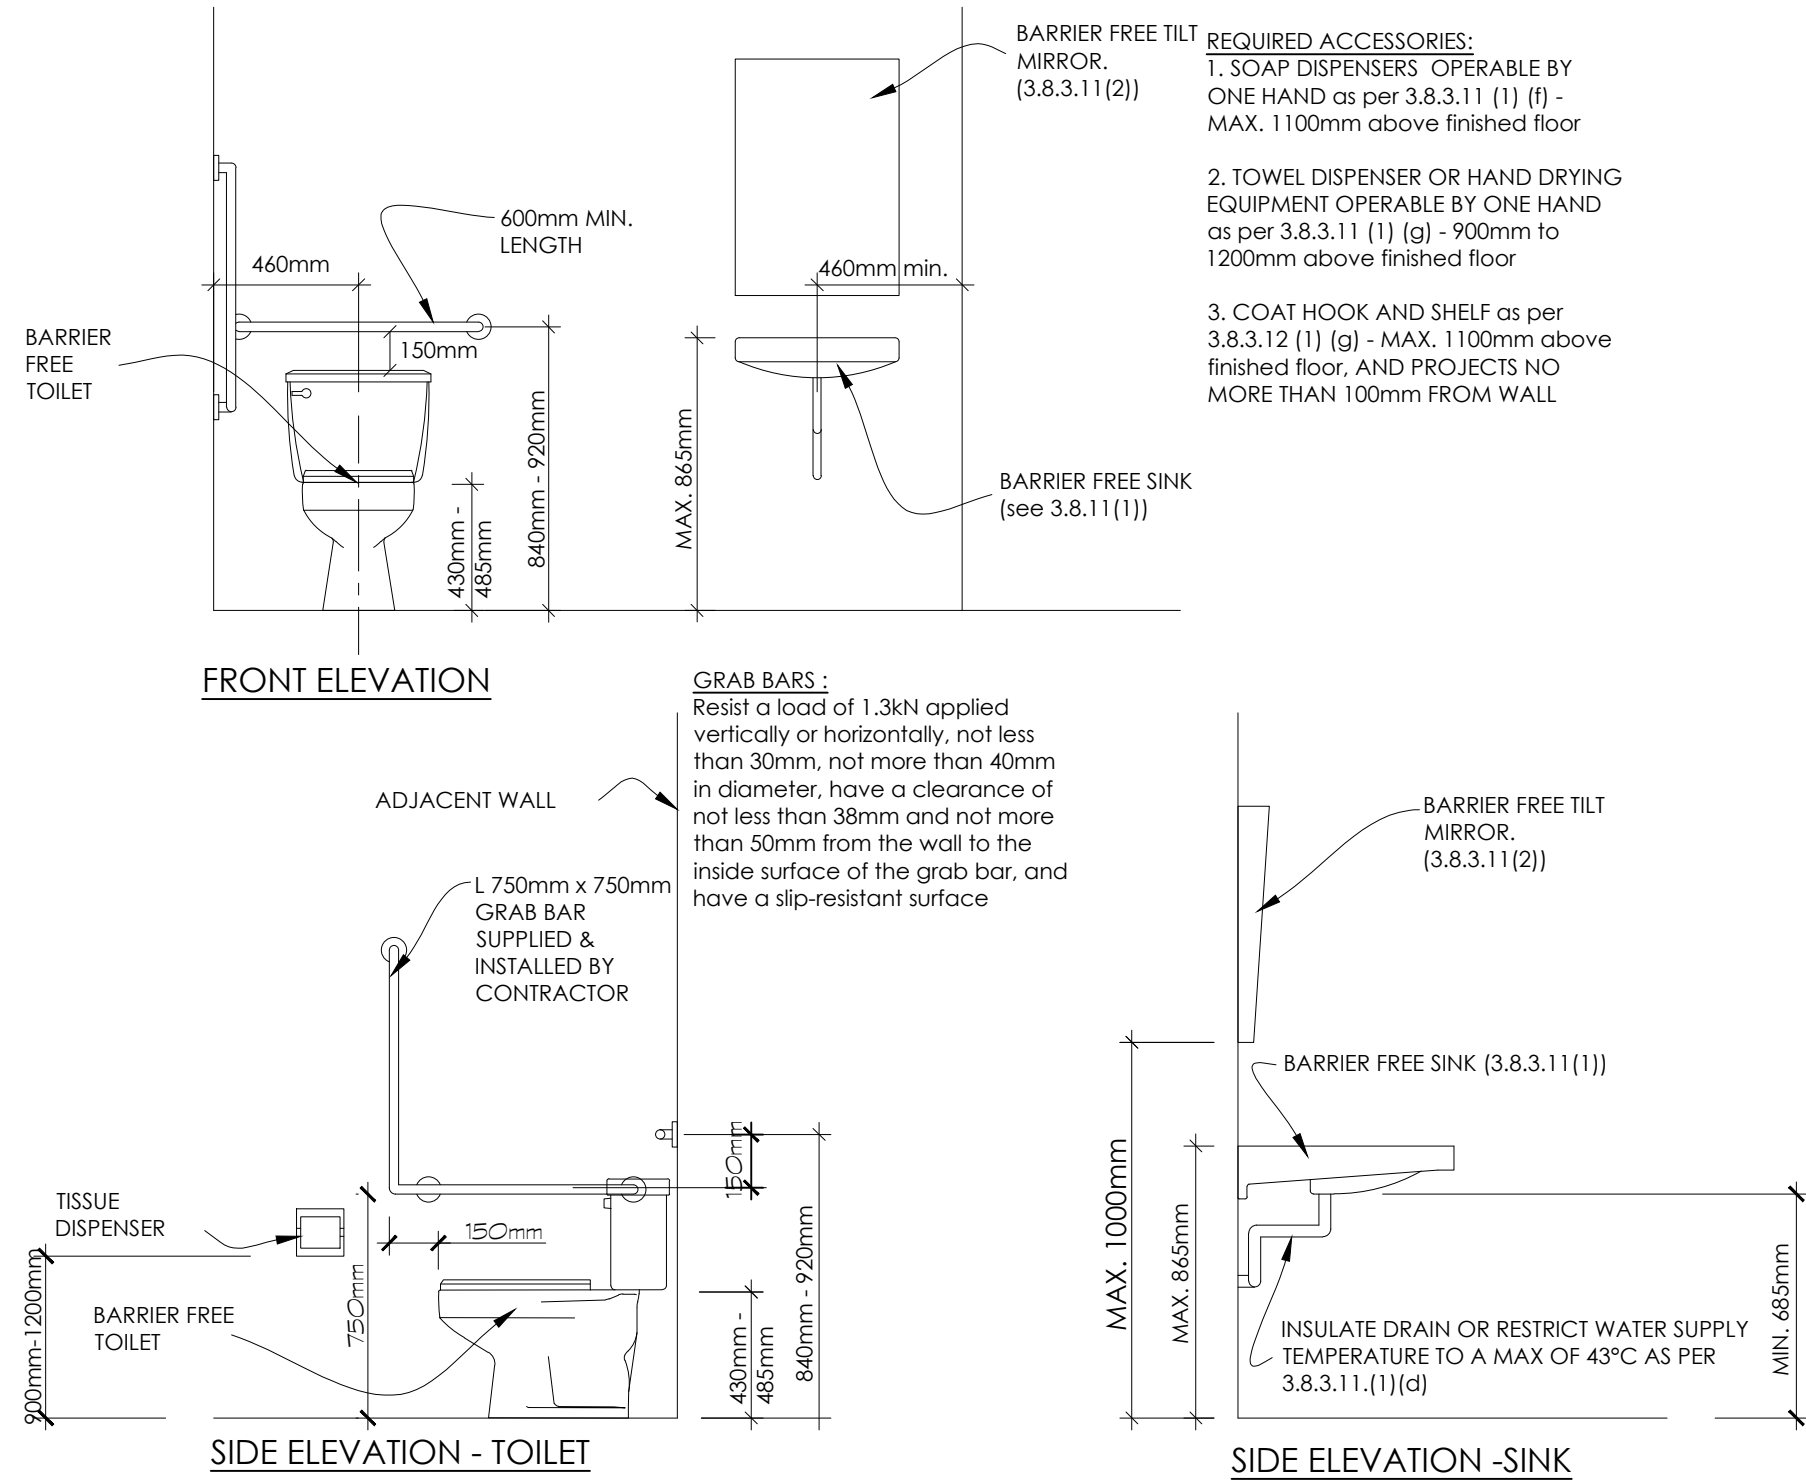 BARRIER FREE TILT
MIRROR.
(3.8.3.11(2))
REQUIRED ACCESSORIES:
1. SOAP DISPENSERS  OPERABLE BY
ONE HAND as per 3.8.3.11 (1) (f) -
MAX. 1100mm above finished floor
2. TOWEL DISPENSER OR HAND DRYING
EQUIPMENT OPERABLE BY ONE HAND
as per 3.8.3.11 (1) (g) - 900mm to
1200mm above finished floor
3. COAT HOOK AND SHELF as per
3.8.3.12 (1) (g) - MAX. 1100mm above
finished floor, AND PROJECTS NO
MORE THAN 100mm FROM WALL
600mm MIN.
LENGTH
460mm
460mm min.
BARRIER
FREE
TOILET
150mm
430mm -
485mm
840mm - 920mm
MAX. 865mm
BARRIER FREE SINK
(see 3.8.11(1))
FRONT ELEVATION
GRAB BARS :
Resist a load of 1.3kN applied
vertically or horizontally, not less
than 30mm, not more than 40mm
in diameter, have a clearance of
not less than 38mm and not more
than 50mm from the wall to the
inside surface of the grab bar, and
have a slip-resistant surface
ADJACENT WALL
L 750mm x 750mm
GRAB BAR
SUPPLIED &
INSTALLED BY
CONTRACTOR
TISSUE
DISPENSER
900mm-1200mm
BARRIER FREE
TOILET
750mm
150mm
150mm
430mm -
485mm
840mm - 920mm
SIDE ELEVATION - TOILET
BARRIER FREE TILT
MIRROR.
(3.8.3.11(2))
BARRIER FREE SINK (3.8.3.11(1))
MAX. 1000mm
MAX. 865mm
MIN. 685mm
INSULATE DRAIN OR RESTRICT WATER SUPPLY
TEMPERATURE TO A MAX OF 43°C AS PER
3.8.3.11.(1)(d)
SIDE ELEVATION -SINK